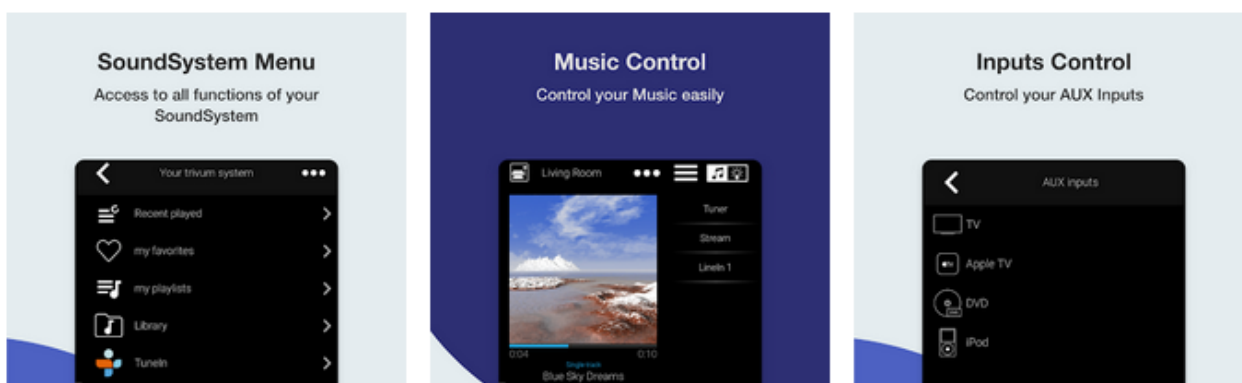 SoundSystem Menu
Access to all functions of your
SoundSystem
Your trivum system
Recent played
my favorites
my playlists
Library
TuneIn
Music Control
Control your Music easily
Living Room
Tuner
Stream
LineIn 1
0:04
0:10
Single track
Blue Sky Dreams
Inputs Control
Control your AUX Inputs
AUX inputs
TV
Apple TV
DVD
iPod